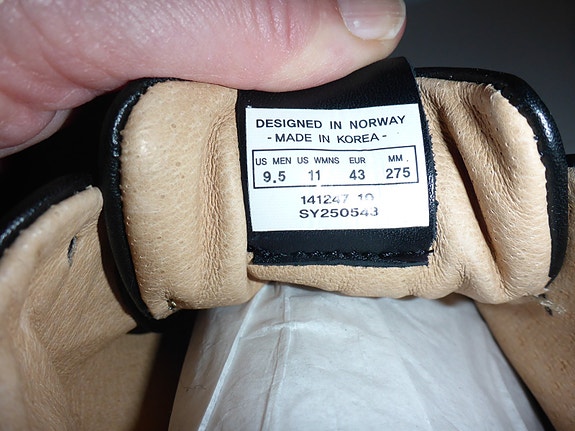 DESIGNED IN NORWAY
- MADE IN KOREA -
US MEN US WMNS EUR MM.
9.5 11 43 275
141247 10
SY250543